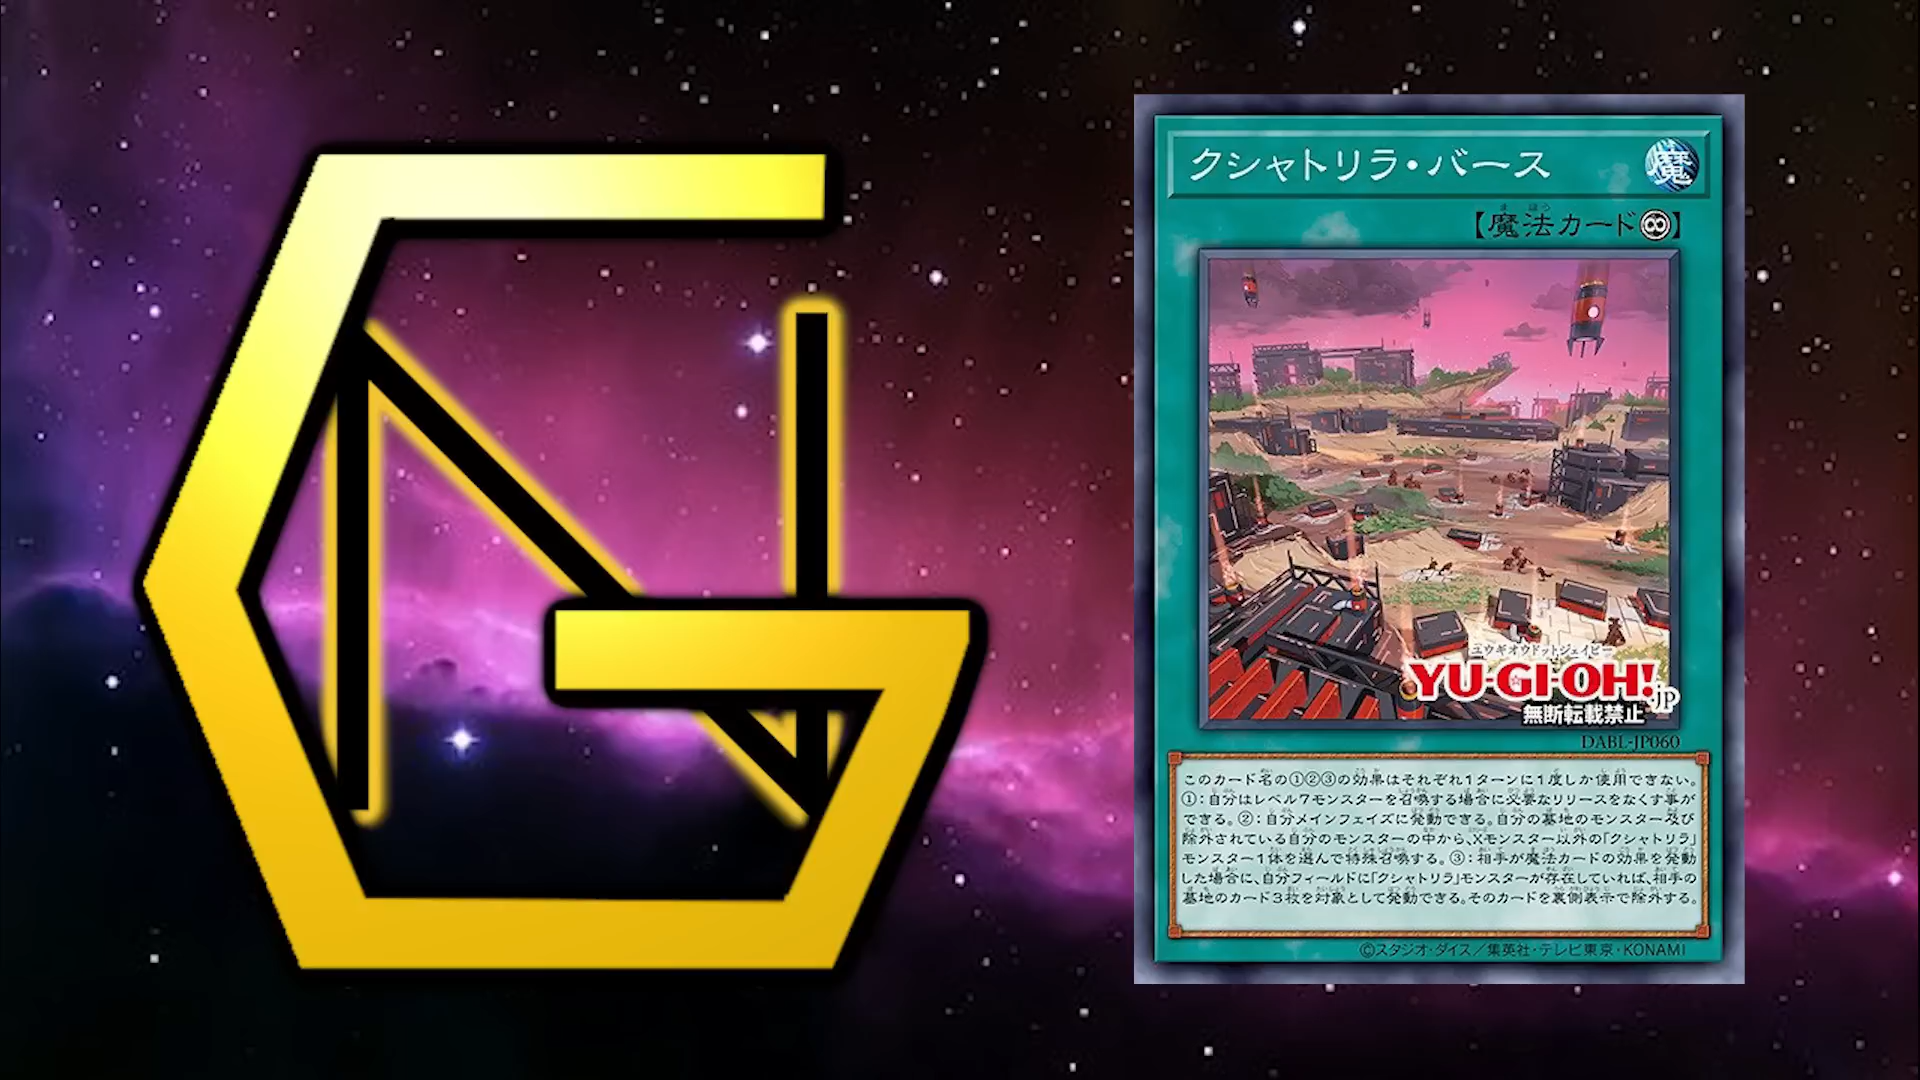 クシャトリラ・バース
魔
【魔法カード∞】
ユウギオウドットジェイピー
YU-GI-OH!.JP
無断転載禁止
DABL-JP060
このカード名の①②③の効果はそれぞれ1ターンに1度しか使用できない。
①:自分はレベル7モンスターを召喚する場合に必要なリリースをなくす事が
できる。②:自分メインフェイズに発動できる。自分の墓地のモンスター及び
除外されている自分のモンスターの中から、Xモンスター以外の「クシャトリラ」
モンスター1体を選んで特殊召喚する。③:相手が魔法カードの効果を発動
した場合に、自分フィールドに「クシャトリラ」モンスターが存在していれば、相手の
墓地のカード3枚を対象として発動できる。そのカードを裏側表示で除外する。
©スタジオ・ダイス/集英社・テレビ東京・KONAMI